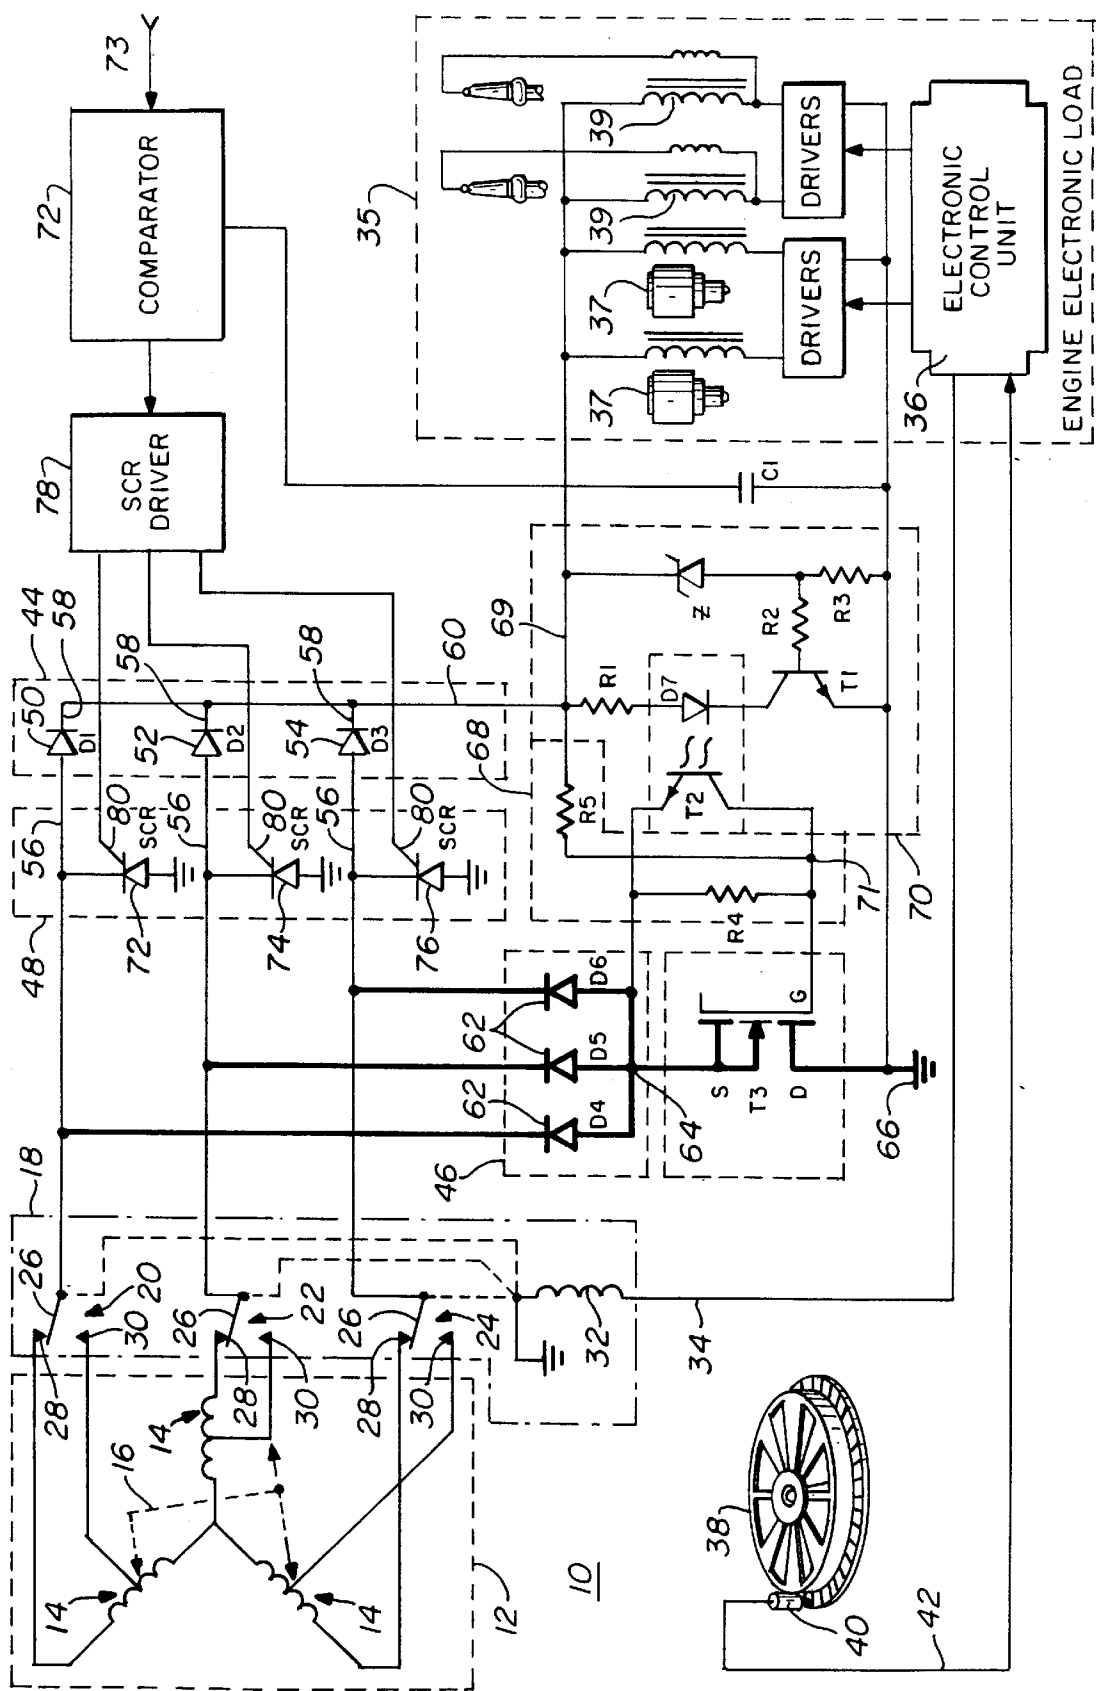 73
72
COMPARATOR
78
SCR
DRIVER
44
58
50
D1
58
52
D2
58
54
D3
60
48
56
80
SCR
72
56
80
SCR
74
56
80
SCR
76
18
26
20
28
30
26
22
28
30
26
24
28
30
32
34
14
16
14
14
12
10
46
62
62
D4
D5
D6
64
S
T3
D
G
66
68
69
R5
R1
D7
T2
R4
71
70
Z
R2
R3
T1
C1
35
39
39
37
37
DRIVERS
DRIVERS
ELECTRONIC
CONTROL
UNIT
36
ENGINE ELECTRONIC LOAD
38
40
42